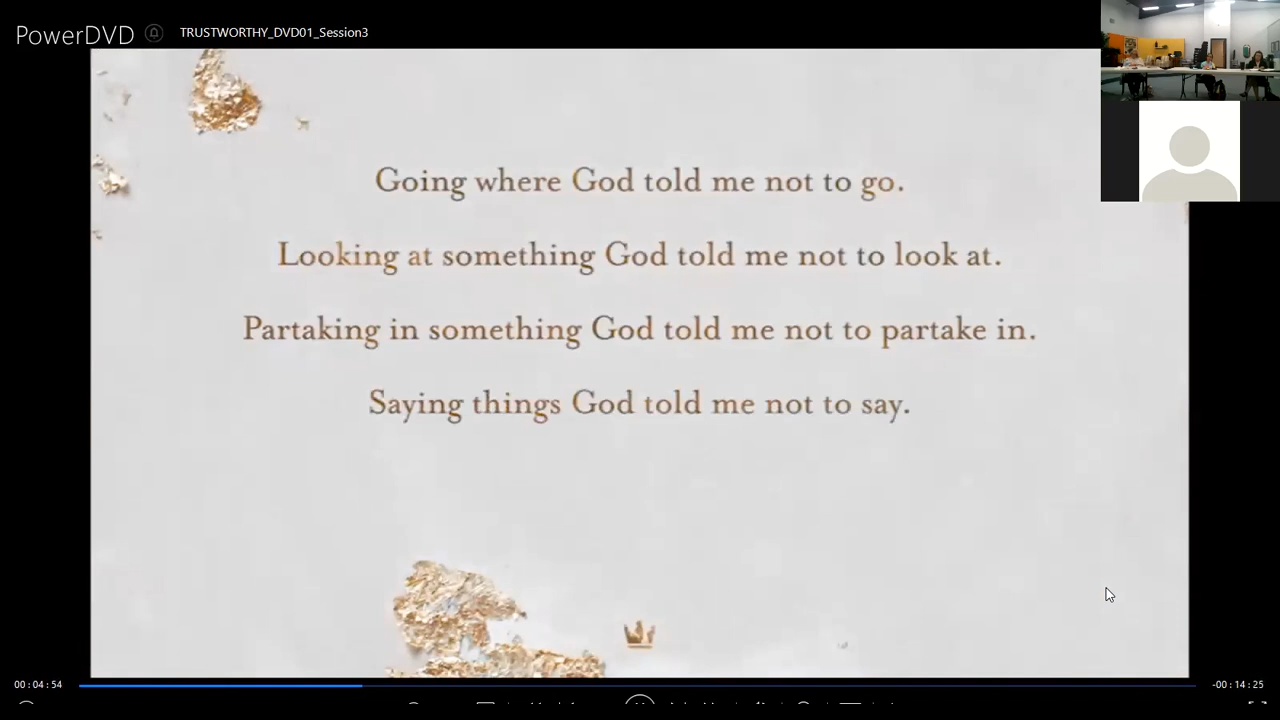 PowerDVD
TRUSTWORTHY_DVD01_Session3
Going where God told me not to go.
Looking at something God told me not to look at.
Partaking in something God told me not to partake in.
Saying things God told me not to say.
00:04:54
-00:14:25